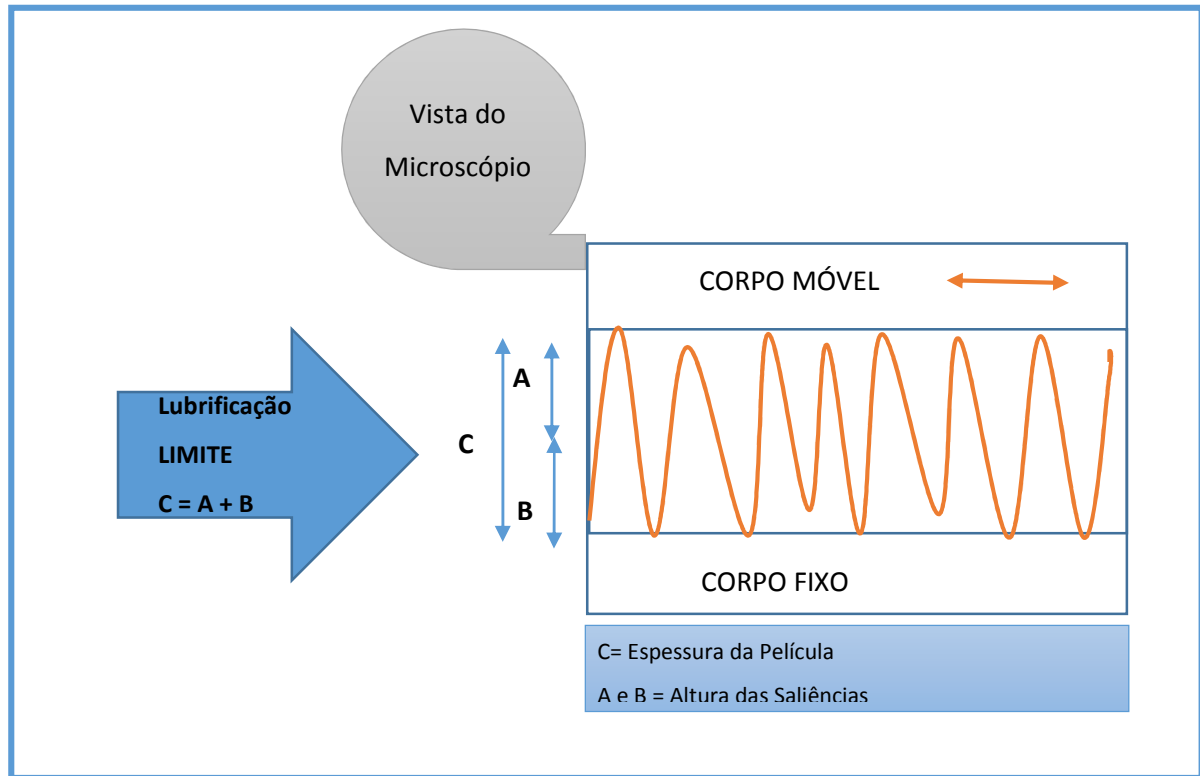 Vista do
Microscópio
CORPO MÓVEL
A
Lubrificação
LIMITE
C = A + B
C
B
CORPO FIXO
C= Espessura da Película
A e B = Altura das Saliências